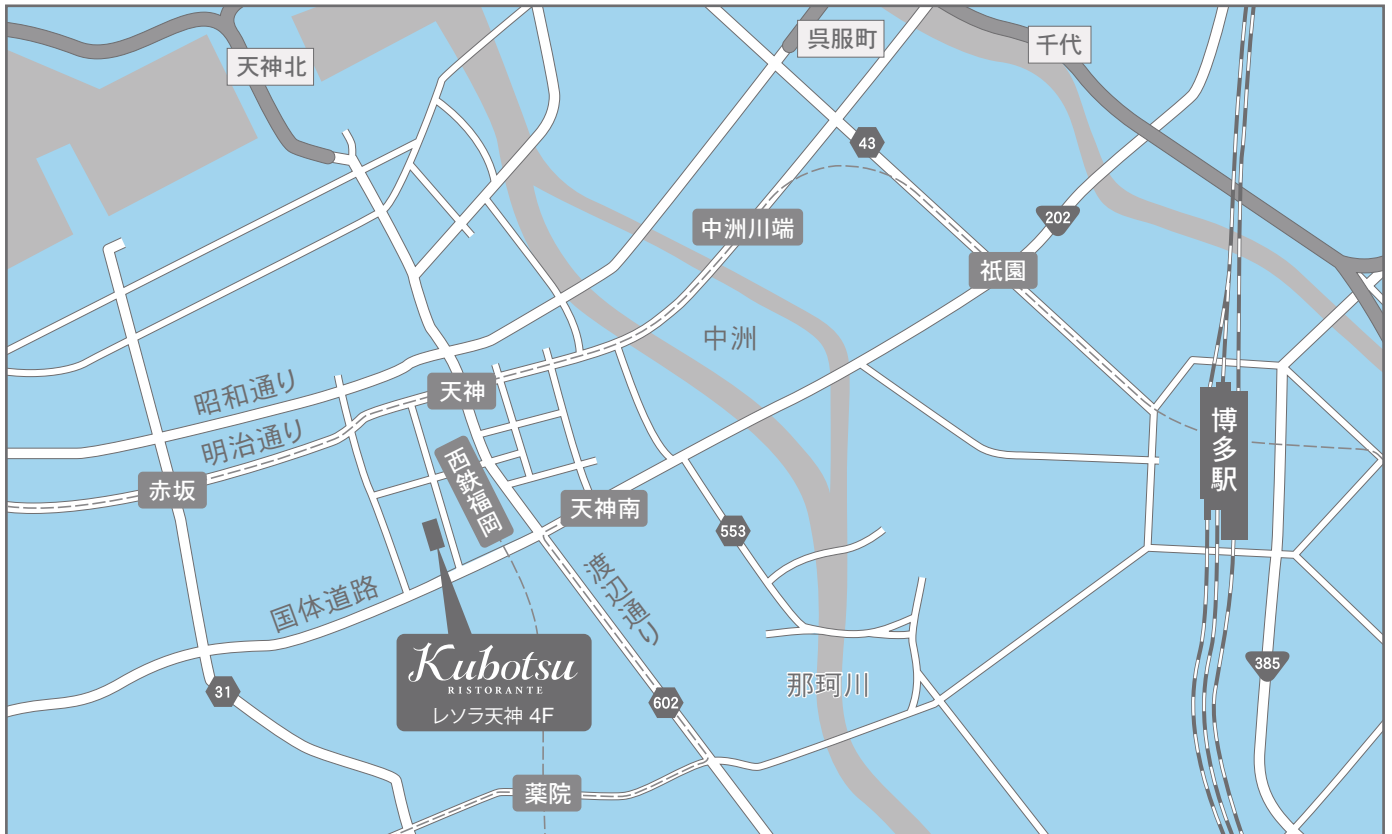 天神北
呉服町
千代
43
202
中洲川端
祇園
中洲
昭和通り
天神
明治通り
博多駅
西鉄福岡
赤坂
天神南
553
国体道路
渡辺通り
Kubotsu
RISTORANTE
レソラ天神 4F
31
602
那珂川
385
薬院